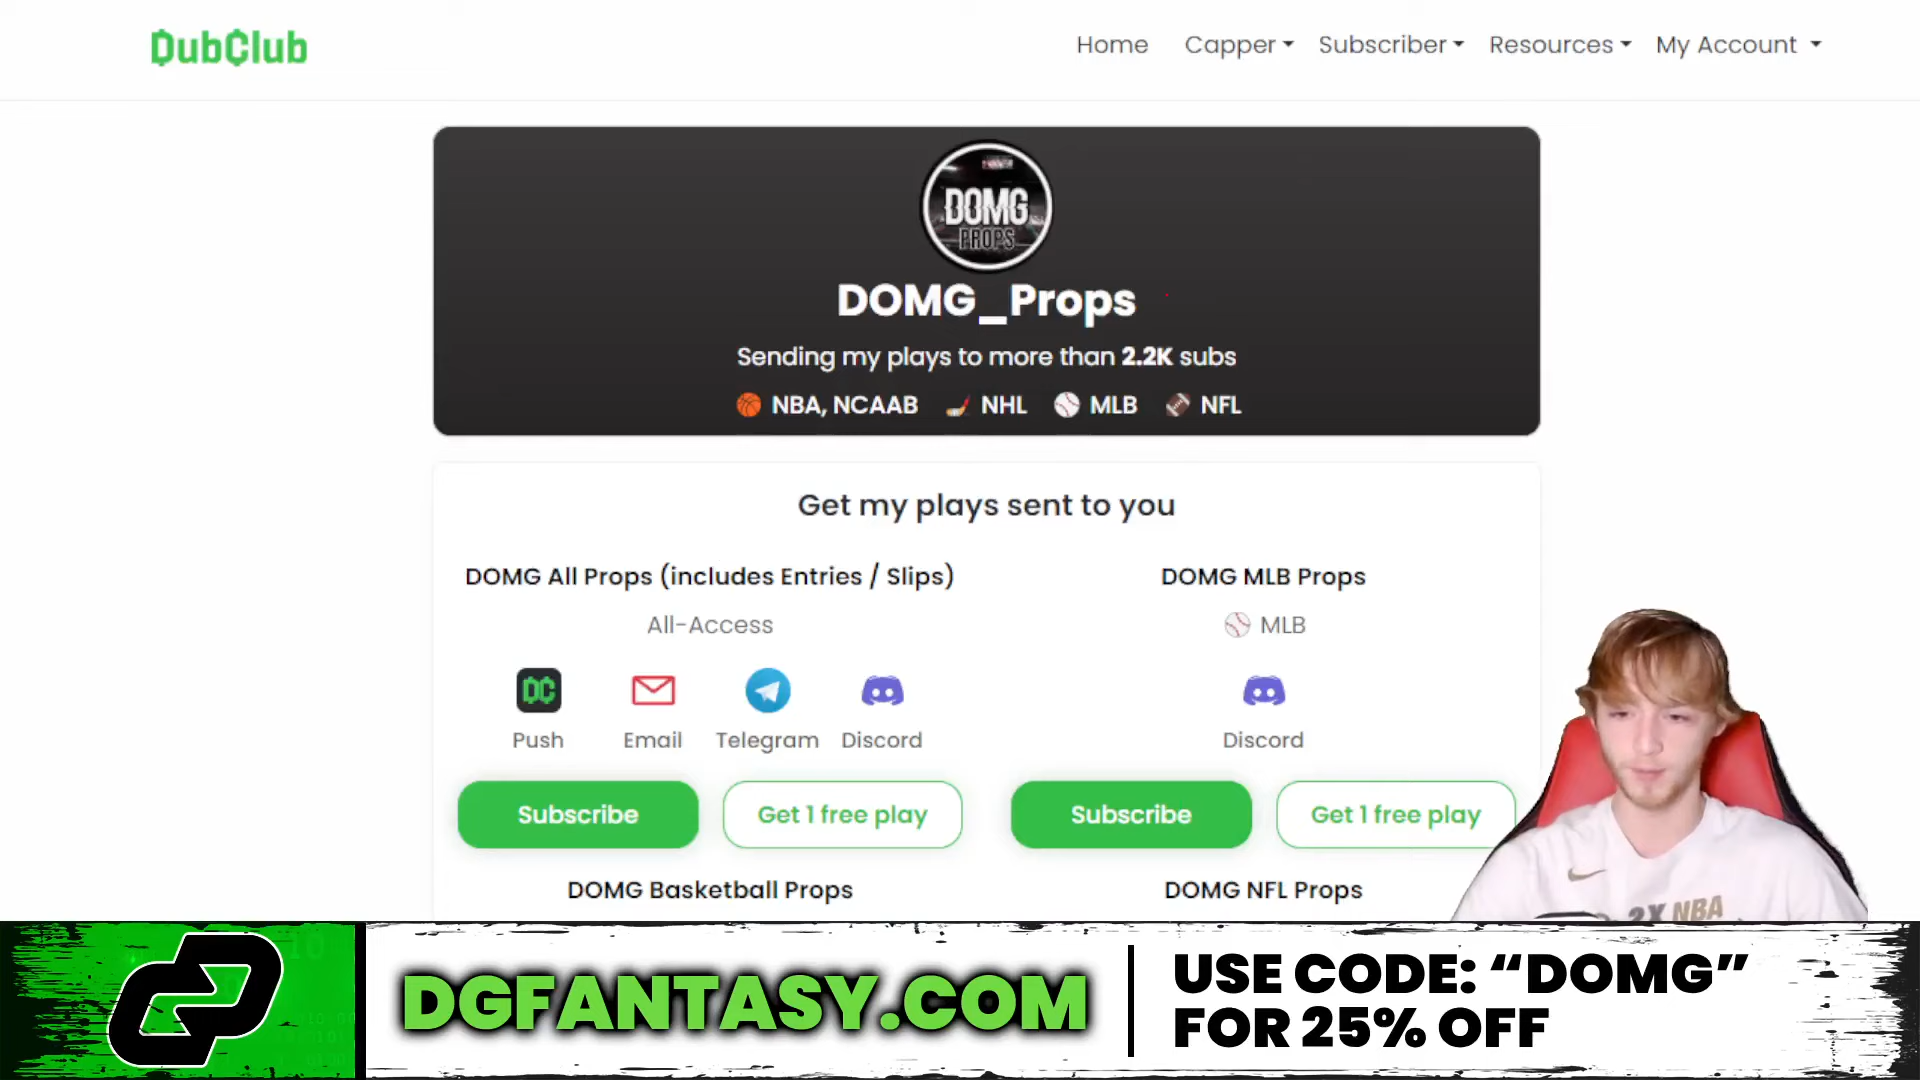 DubClub
Home Capper Subscriber Resources My Account
DOMG
PROPS
DOMG_Props
Sending my plays to more than 2.2K subs
NBA, NCAAB NHL MLB NFL
Get my plays sent to you
DOMG All Props (includes Entries / Slips)
All-Access
DC
Push Email Telegram Discord
Subscribe Get 1 free play
DOMG MLB Props
MLB
Discord
Subscribe Get 1 free play
DOMG Basketball Props
DOMG NFL Props
2X NBA
DGFANTASY.COM
USE CODE: “DOMG”
FOR 25% OFF